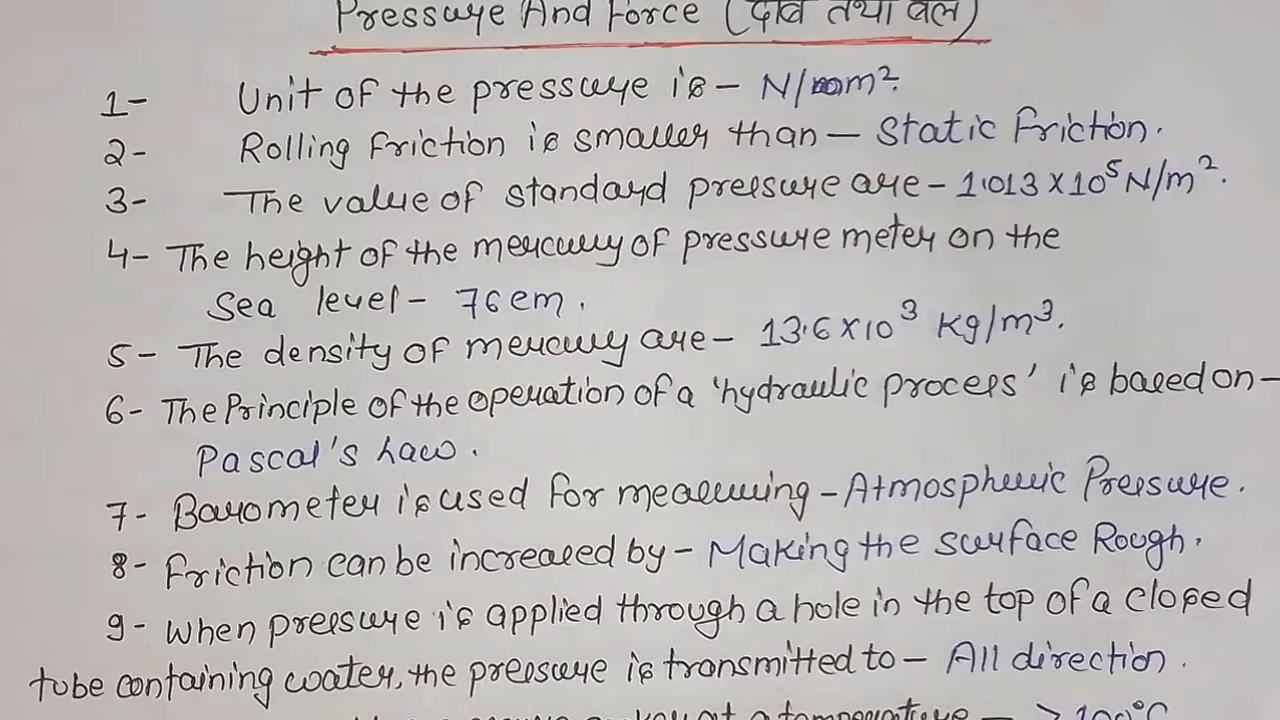 Pressure And Force (दाब तथा बल)
1- Unit of the pressure is - N/m².
2- Rolling Friction is smaller than - Static Friction.
3- The value of standard pressure are - 1.013 x 10⁵ N/m².
4- The height of the mercury of pressure meter on the
Sea level - 76 cm.
5- The density of mercury are - 13.6 x 10³ Kg/m³.
6- The Principle of the operation of a 'hydraulic process' is based on -
Pascal's Law.
7- Barometer is used for measuring - Atmospheric Pressure.
8- Friction can be increased by - Making the surface Rough.
9- When pressure is applied through a hole in the top of a closed
tube containing water, the pressure is transmitted to - All direction.
at a temperature - > 100°C